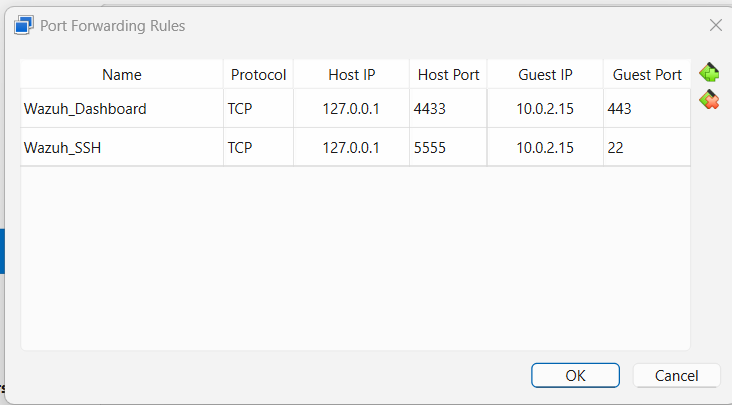 Port Forwarding Rules
Name Protocol Host IP Host Port Guest IP Guest Port
Wazuh_Dashboard TCP 127.0.0.1 4433 10.0.2.15 443
Wazuh_SSH TCP 127.0.0.1 5555 10.0.2.15 22
OK Cancel